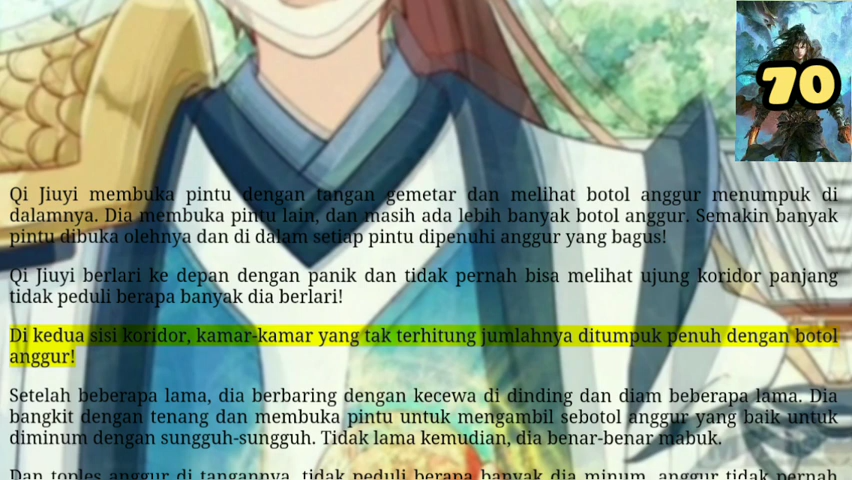 70
Qi Jiuyi membuka pintu dengan tangan gemetar dan melihat botol anggur menumpuk di
dalamnya. Dia membuka pintu lain, dan masih ada lebih banyak botol anggur. Semakin banyak
pintu dibuka olehnya dan di dalam setiap pintu dipenuhi anggur yang bagus!
Qi Jiuyi berlari ke depan dengan panik dan tidak pernah bisa melihat ujung koridor panjang
tidak peduli berapa banyak dia berlari!
Di kedua sisi koridor, kamar-kamar yang tak terhitung jumlahnya ditumpuk penuh dengan botol
anggur!
Setelah beberapa lama, dia berbaring dengan kecewa di dinding dan diam beberapa lama. Dia
bangkit dengan tenang dan membuka pintu untuk mengambil sebotol anggur yang baik untuk
diminum dengan sungguh-sungguh. Tidak lama kemudian, dia benar-benar mabuk.
Dan toples anggur di tangannya, tidak peduli berapa banyak dia minum, anggur tidak pernah